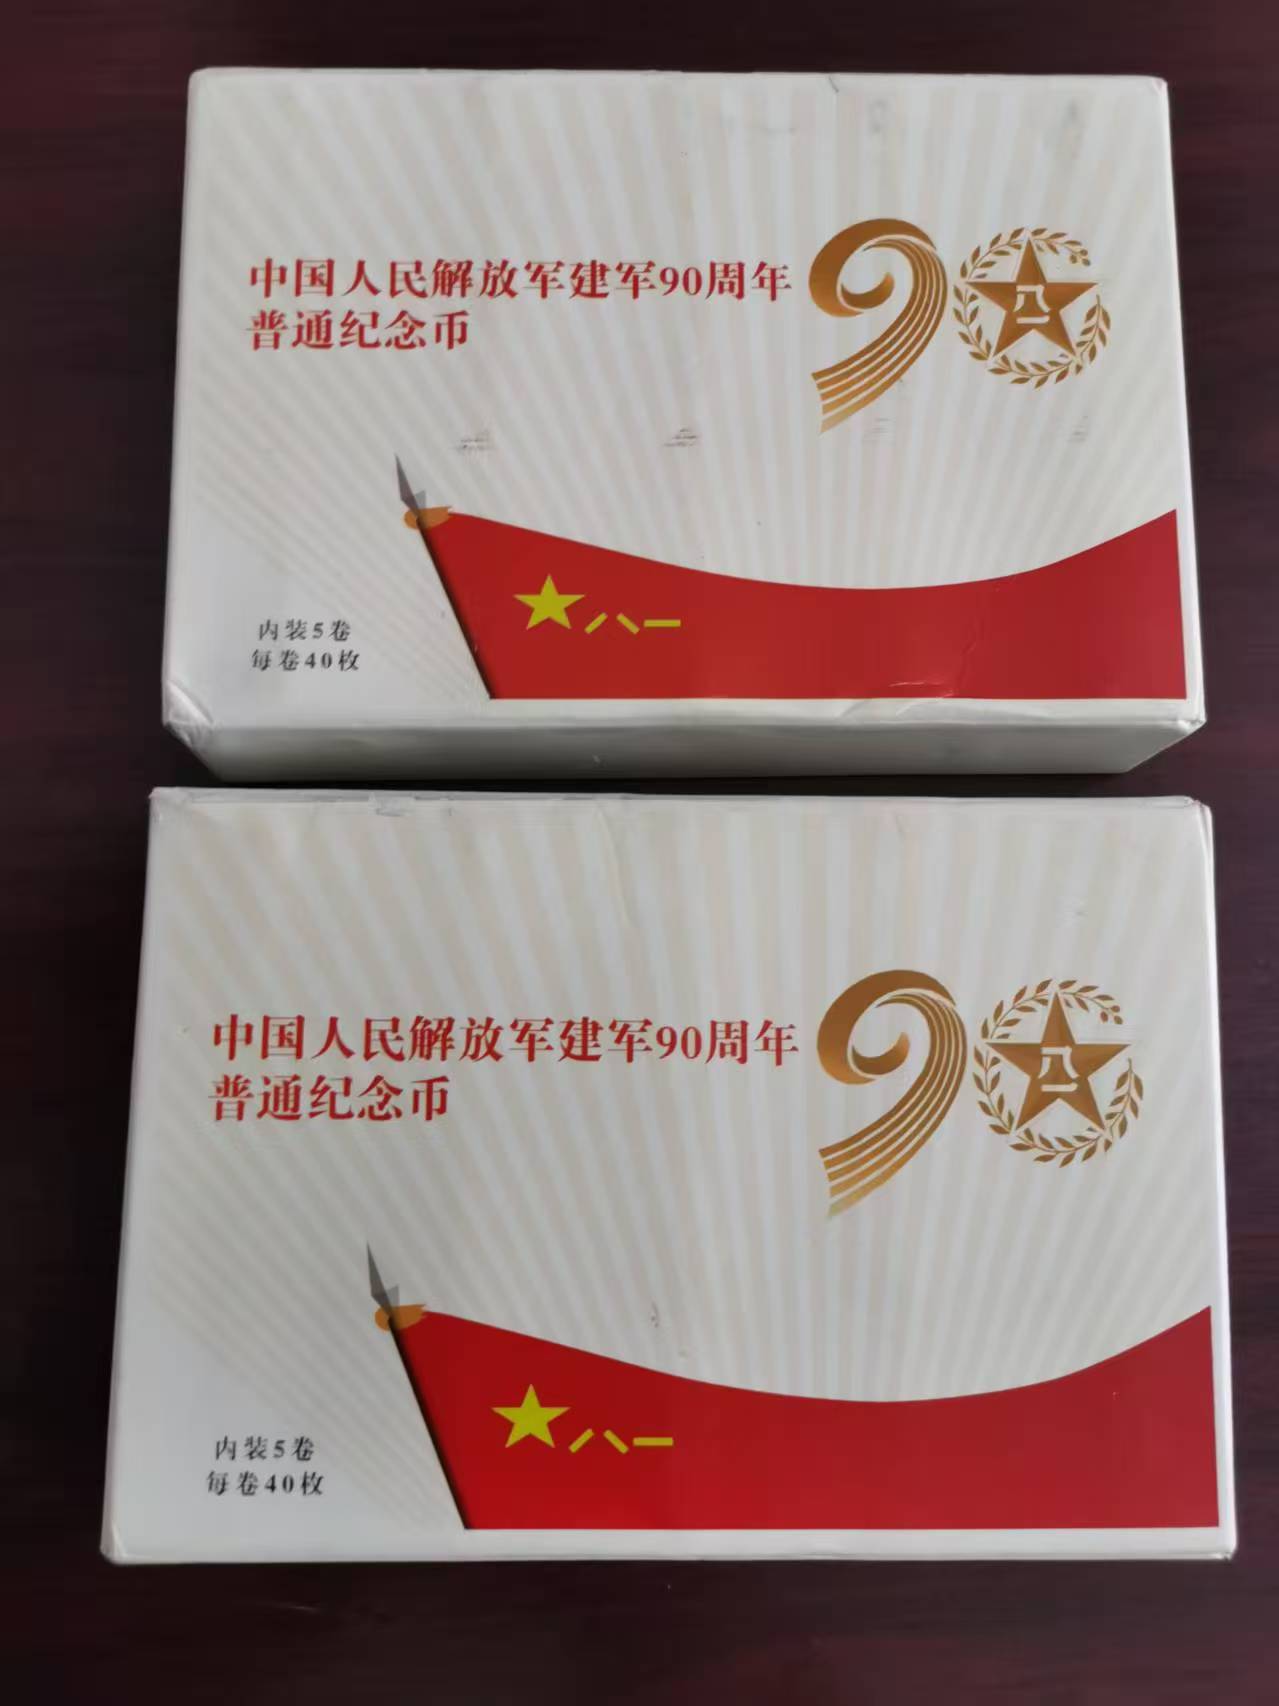 中国人民解放军建军90周年
普通纪念币
90
八一
八一
内装5卷
每卷40枚
中国人民解放军建军90周年
普通纪念币
90
八一
八一
内装5卷
每卷40枚